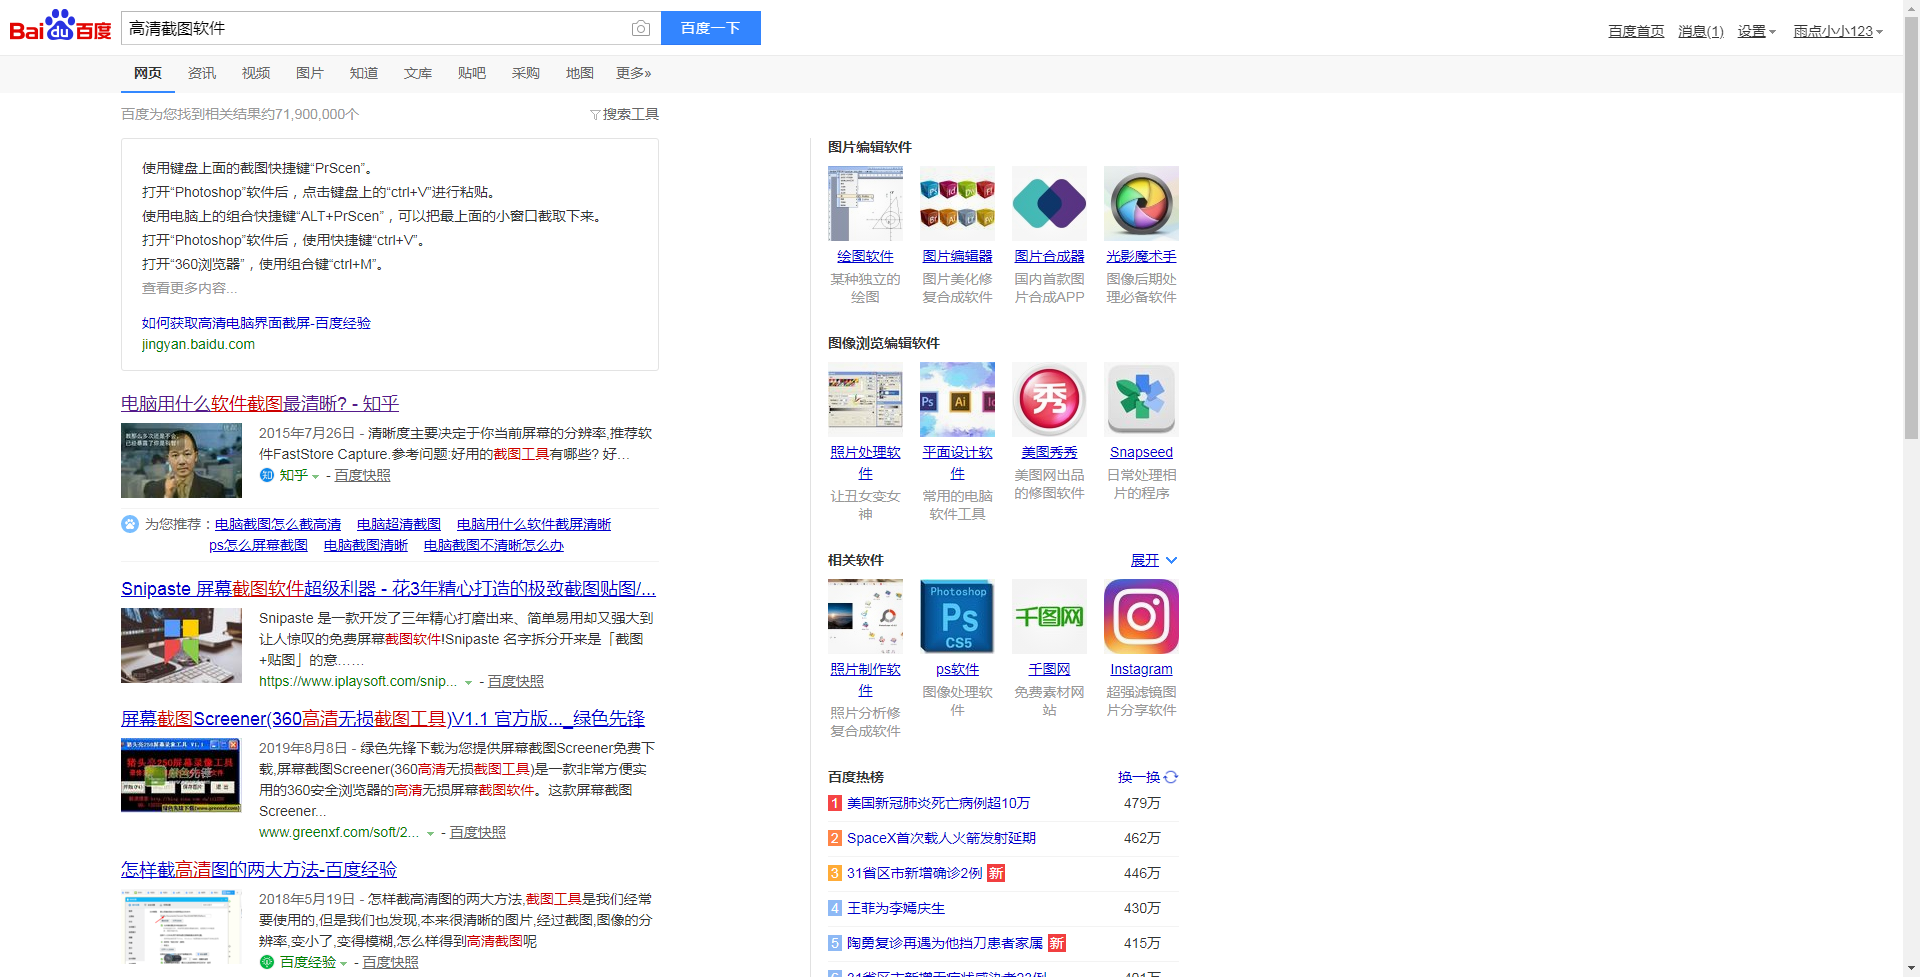 Bai du 百度
高清截图软件
百度一下
百度首页 消息(1) 设置 雨点小小123
网页 资讯 视频 图片 知道 文库 贴吧 采购 地图 更多»
百度为您找到相关结果约71,900,000个
搜索工具
使用键盘上面的截图快捷键“PrScen”。
打开“Photoshop”软件后，点击键盘上的“ctrl+V”进行粘贴。
使用电脑上的组合快捷键“ALT+PrScen”，可以把最上面的小窗口截取下来。
打开“Photoshop”软件后，使用快捷键“ctrl+V”。
打开“360浏览器”，使用组合键“ctrl+M”。
查看更多内容...
如何获取高清电脑界面截屏-百度经验
jingyan.baidu.com
电脑用什么软件截图最清晰? - 知乎
2015年7月26日 - 清晰度主要决定于你当前屏幕的分辨率,推荐软
件FastStore Capture.参考问题:好用的截图工具有哪些? 好...
知 知乎 - 百度快照
为您推荐：电脑截图怎么截高清 电脑超清截图 电脑用什么软件截屏清晰
ps怎么屏幕截图 电脑截图清晰 电脑截图不清晰怎么办
Snipaste 屏幕截图软件超级利器 - 花3年精心打造的极致截图贴图/...
Snipaste 是一款开发了三年精心打磨出来、简单易用却又强大到
让人惊叹的免费屏幕截图软件!Snipaste 名字拆分开来是「截图
+贴图」的意……
https://www.iplaysoft.com/snip... - 百度快照
屏幕截图Screener(360高清无损截图工具)V1.1 官方版..._绿色先锋
2019年8月8日 - 绿色先锋下载为您提供屏幕截图Screener免费下
载,屏幕截图Screener(360高清无损截图工具)是一款非常方便实
用的360安全浏览器的高清无损屏幕截图软件。这款屏幕截图
Screener...
www.greenxf.com/soft/2... - 百度快照
怎样截高清图的两大方法-百度经验
2018年5月19日 - 怎样截高清图的两大方法,截图工具是我们经常
要使用的,但是我们也发现,本来很清晰的图片,经过截图,图像的分
辨率,变小了,变得模糊,怎么样得到高清截图呢
百度经验 - 百度快照
图片编辑软件
绘图软件 图片编辑器 图片合成器 光影魔术手
某种独立的 图片美化修 国内首款图 图像后期处
绘图 复合成软件 片合成APP 理必备软件
图像浏览编辑软件
Ps Ai
秀
照片处理软 平面设计软 美图秀秀 Snapseed
件 件 美图网出品 日常处理相
让丑女变女 常用的电脑 的修图软件 片的程序
神 软件工具
相关软件 展开
Photoshop
Ps
CS5
千图网
照片制作软 ps软件 千图网 Instagram
件 图像处理软 免费素材网 超强滤镜图
照片分析修 件 站 片分享软件
复合成软件
百度热榜 换一换
1 美国新冠肺炎死亡病例超10万 479万
2 SpaceX首次载人火箭发射延期 462万
3 31省区市新增确诊2例 新 446万
4 王菲为李嫣庆生 430万
5 陶勇复诊再遇为他挡刀患者家属 新 415万